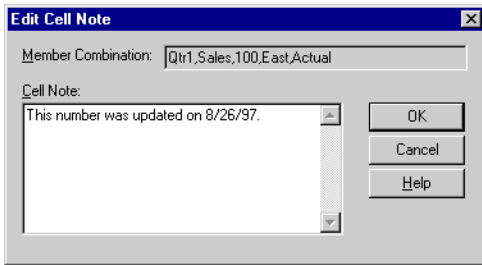 Edit Cell Note
Member Combination: Qtr1,Sales,100,East,Actual
Cell Note:
This number was updated on 8/26/97.
OK
Cancel
Help